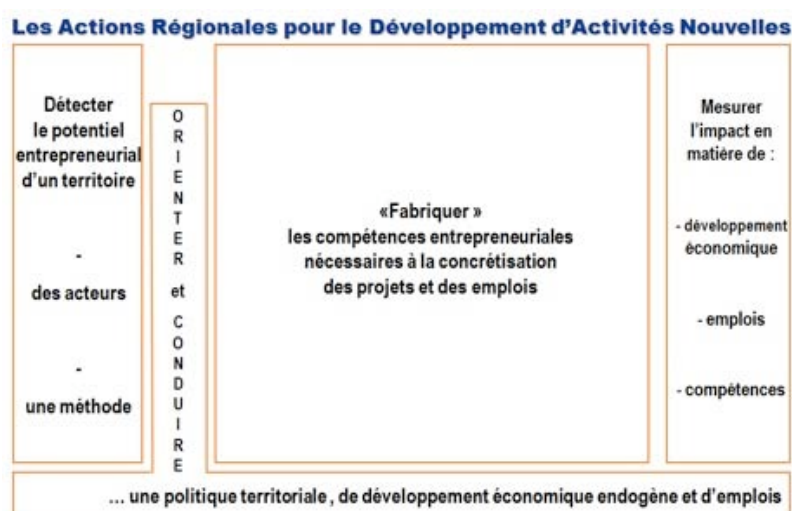 Les Actions Régionales pour le Développement d'Activités Nouvelles
Détecter
le potentiel
entrepreneurial
d'un territoire
-
des acteurs
-
une méthode
ORIENTER
et
CONDUIRE
«Fabriquer »
les compétences entrepreneuriales
nécessaires à la concrétisation
des projets et des emplois
Mesurer
l'impact en
matière de :
- développement
économique
- emplois
- compétences
... une politique territoriale , de développement économique endogène et d'emplois